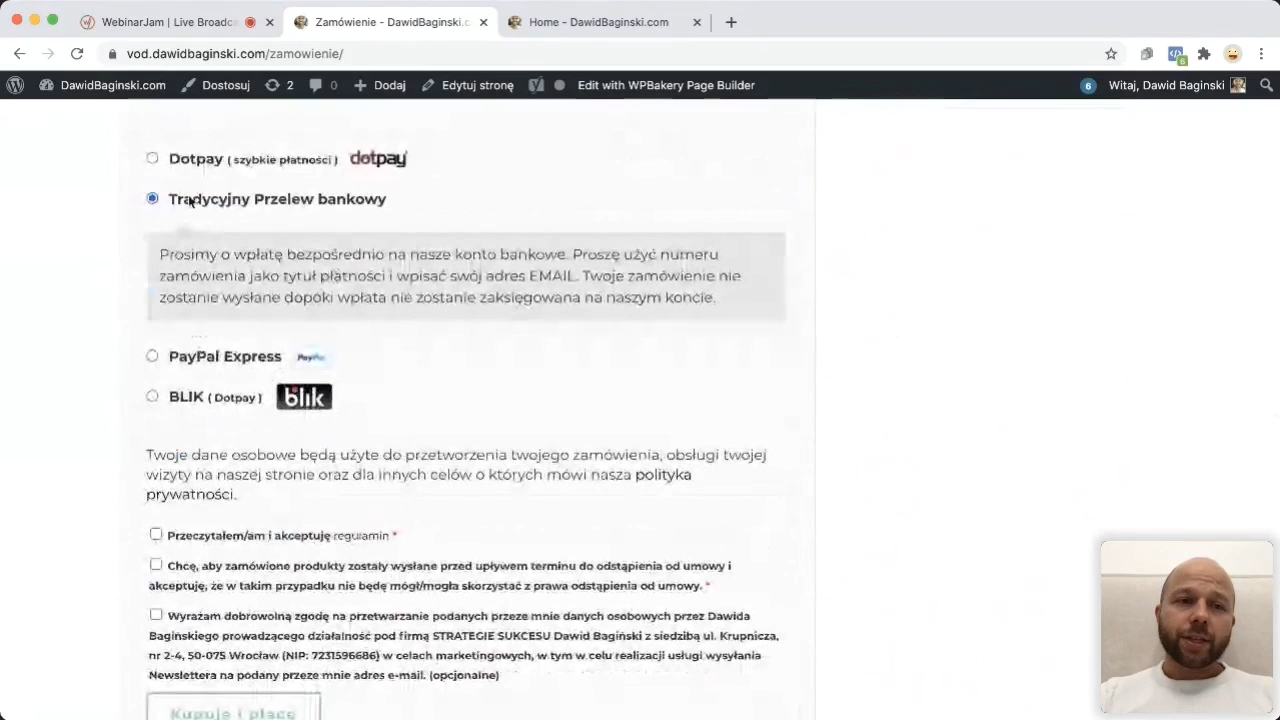 WebinarJam | Live Broadca
Zamówienie - DawidBaginski.c
Home - DawidBaginski.com
vod.dawidbaginski.com/zamowienie/
6
DawidBaginski.com
Dostosuj
2
0
Dodaj
Edytuj stronę
Edit with WPBakery Page Builder
6
Witaj, Dawid Baginski
Dotpay ( szybkie płatności ) dotpay
Tradycyjny Przelew bankowy
Prosimy o wpłatę bezpośrednio na nasze konto bankowe. Proszę użyć numeru
zamówienia jako tytuł płatności i wpisać swój adres EMAIL. Twoje zamówienie nie
zostanie wysłane dopóki wpłata nie zostanie zaksięgowana na naszym koncie.
PayPal Express PayPal
BLIK ( Dotpay ) blik
Twoje dane osobowe będą użyte do przetworzenia twojego zamówienia, obsługi twojej
wizyty na naszej stronie oraz dla innych celów o których mówi nasza polityka
prywatności.
Przeczytałem/am i akceptuję regulamin *
Chcę, aby zamówione produkty zostały wysłane przed upływem terminu do odstąpienia od umowy i
akceptuję, że w takim przypadku nie będę mógł/mogła skorzystać z prawa odstąpienia od umowy. *
Wyrażam dobrowolną zgodę na przetwarzanie podanych przeze mnie danych osobowych przez Dawida
Bagińskiego prowadzącego działalność pod firmą STRATEGIE SUKCESU Dawid Bagiński z siedzibą ul. Krupnicza,
nr 2-4, 50-075 Wrocław (NIP: 7231596686) w celach marketingowych, w tym w celu realizacji usługi wysyłania
Newslettera na podany przeze mnie adres e-mail. (opcjonalne)
Kupuję i płacę